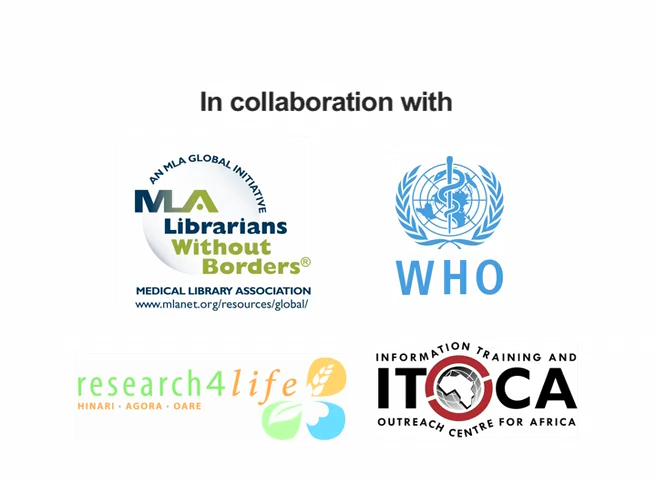 In collaboration with
AN MLA GLOBAL INITIATIVE
MLA
Librarians
Without
Borders®
MEDICAL LIBRARY ASSOCIATION
www.mlanet.org/resources/global/
WHO
research4life
HINARI · AGORA · OARE
INFORMATION TRAINING AND
ITOCA
OUTREACH CENTRE FOR AFRICA